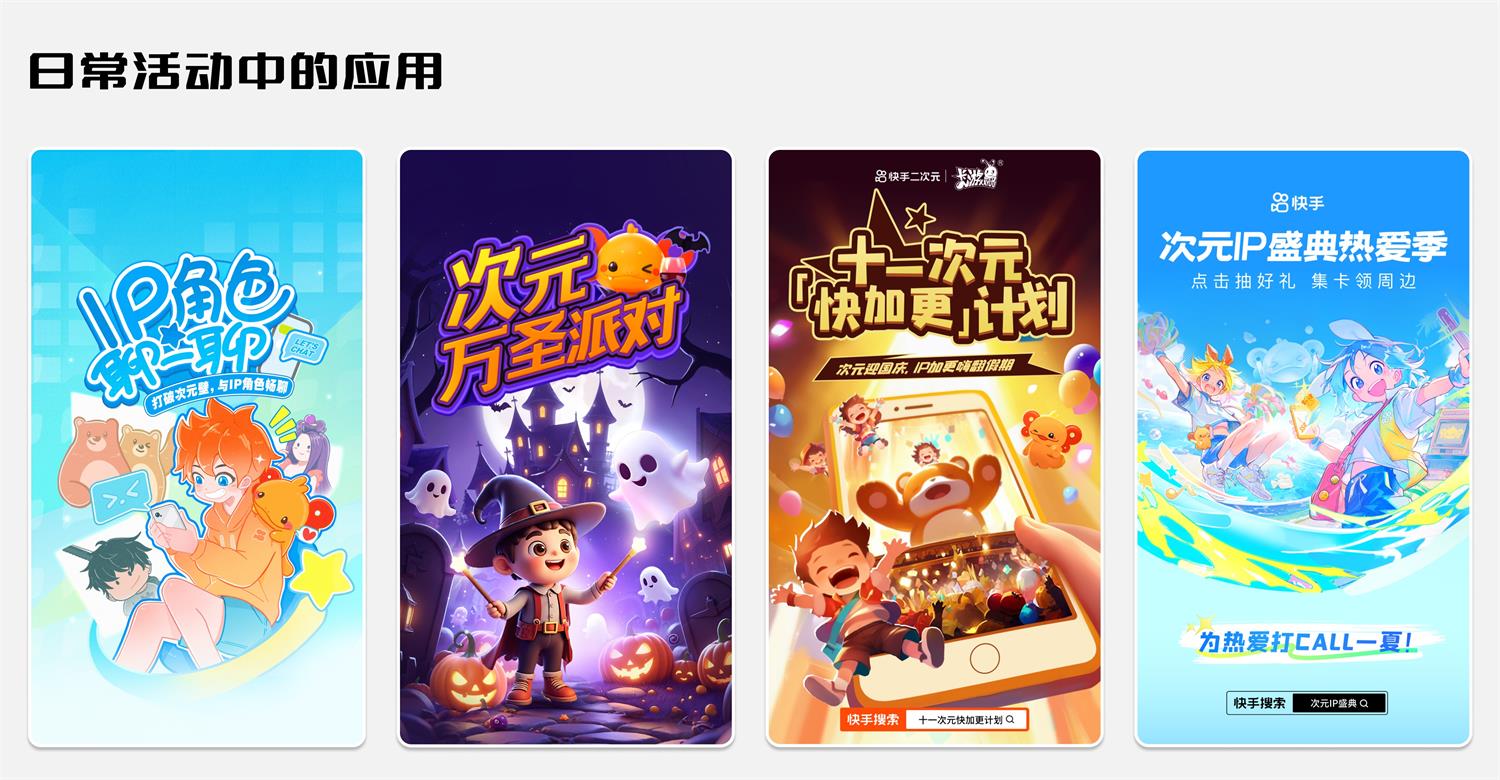 日常活动中的应用
IP角色
聊一聊
LET'S
CHAT
打破次元壁，与IP角色畅聊
次元
万圣派对
快手二次元
卡游
KAYOU
十一次元
「快加更」计划
次元迎国庆，IP加更嗨翻假期
快手搜索 十一次元快加更计划
快手
次元IP盛典热爱季
点击抽好礼 集卡领周边
为热爱打CALL一夏！
快手搜索 次元IP盛典